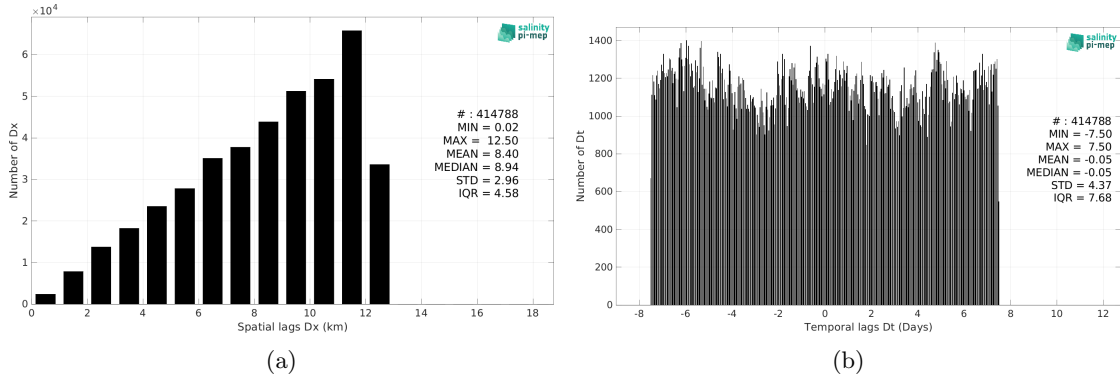 ×10⁴
salinity
pi-mep
6
5
4
3
2
1
0
Number of Dx
# : 414788
MIN = 0.02
MAX = 12.50
MEAN = 8.40
MEDIAN = 8.94
STD = 2.96
IQR = 4.58
0 2 4 6 8 10 12 14 16 18
Spatial lags Dx (km)
(a)
salinity
pi-mep
1400
1200
1000
800
600
400
200
0
Number of Dt
# : 414788
MIN = -7.50
MAX = 7.50
MEAN = -0.05
MEDIAN = -0.05
STD = 4.37
IQR = 7.68
-8 -6 -4 -2 0 2 4 6 8 10 12
Temporal lags Dt (Days)
(b)